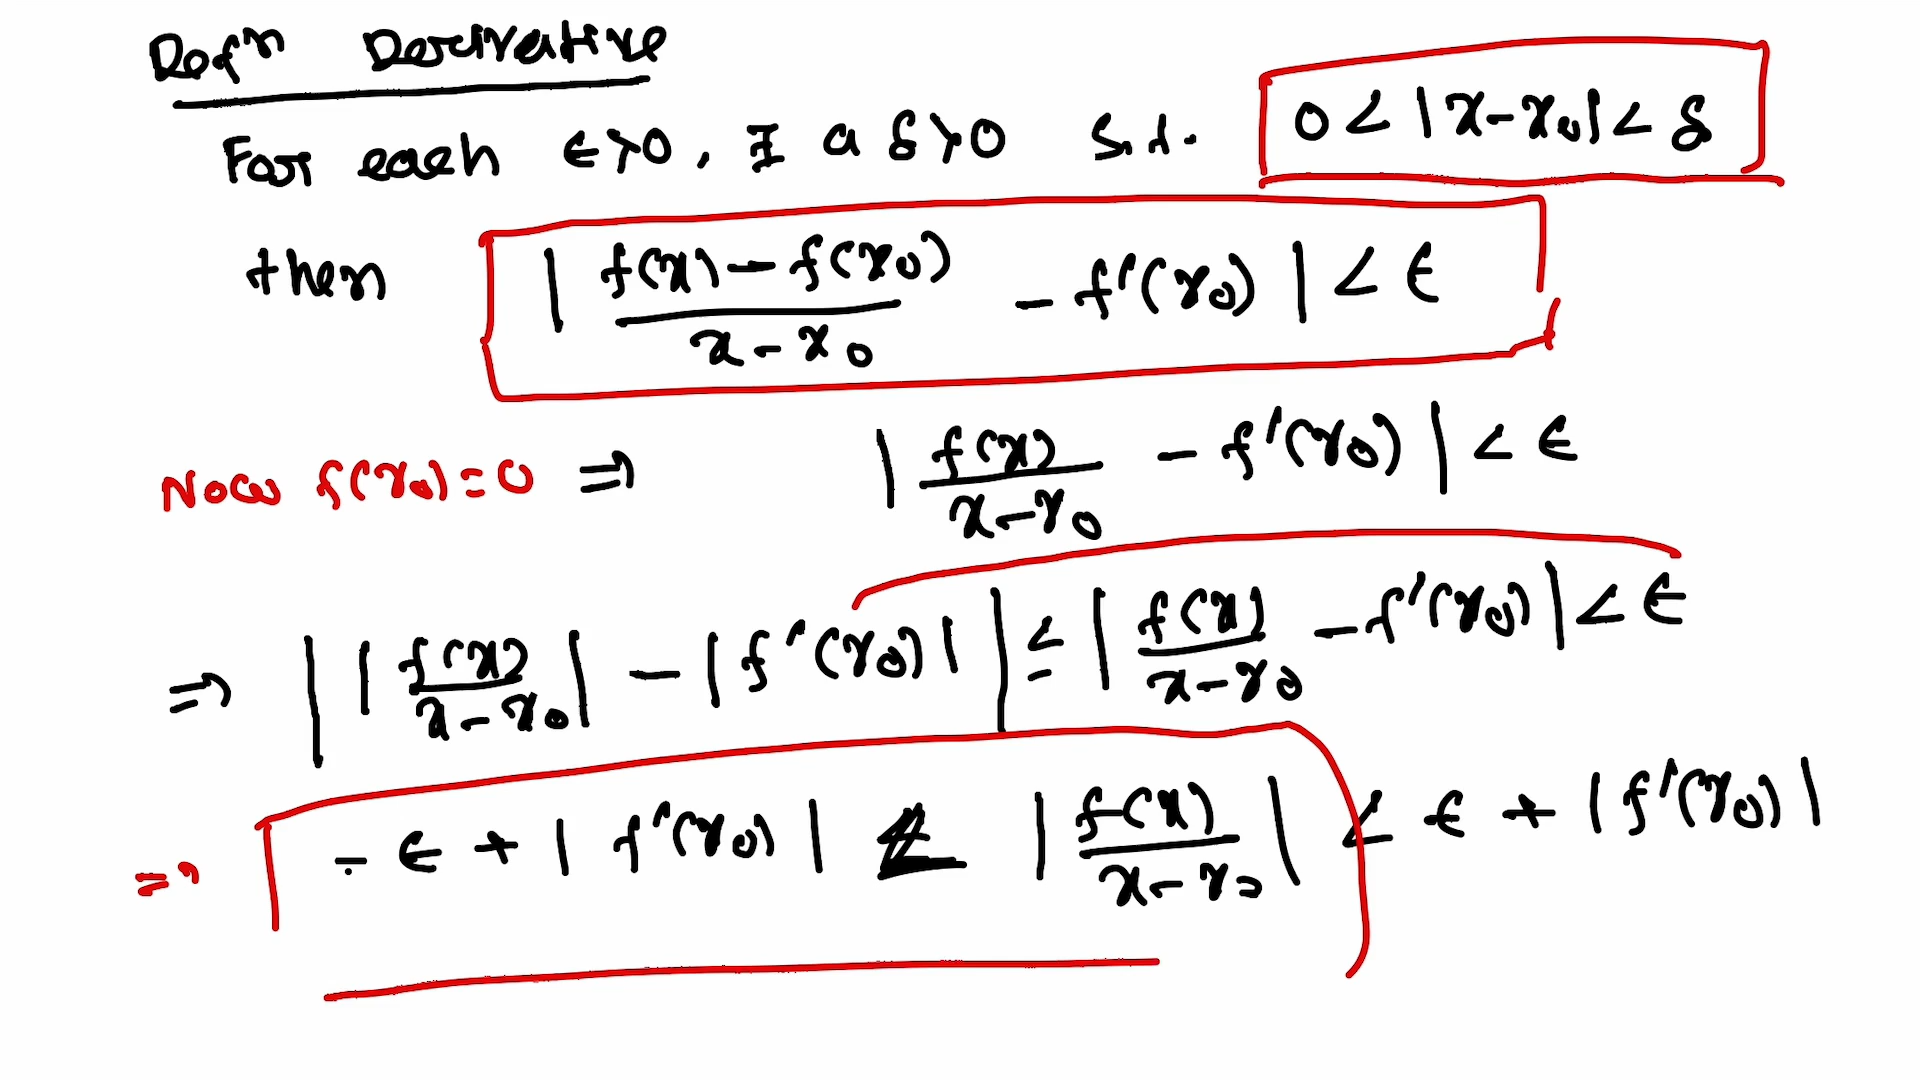 Defn Derivative
For each ϵ>0, ∃ a δ>0 s.t. 0<|x-x₀|<δ
then | (f(x)-f(x₀))/(x-x₀) - f'(x₀) | < ϵ
Now f(x₀)=0 ⇒ | f(x)/(x-x₀) - f'(x₀) | < ϵ
⇒ | | f(x)/(x-x₀) | - | f'(x₀) | | ≤ | f(x)/(x-x₀) - f'(x₀) | < ϵ
⇒ - ϵ + | f'(x₀) | < | f(x)/(x-x₀) | < ϵ + | f'(x₀) |